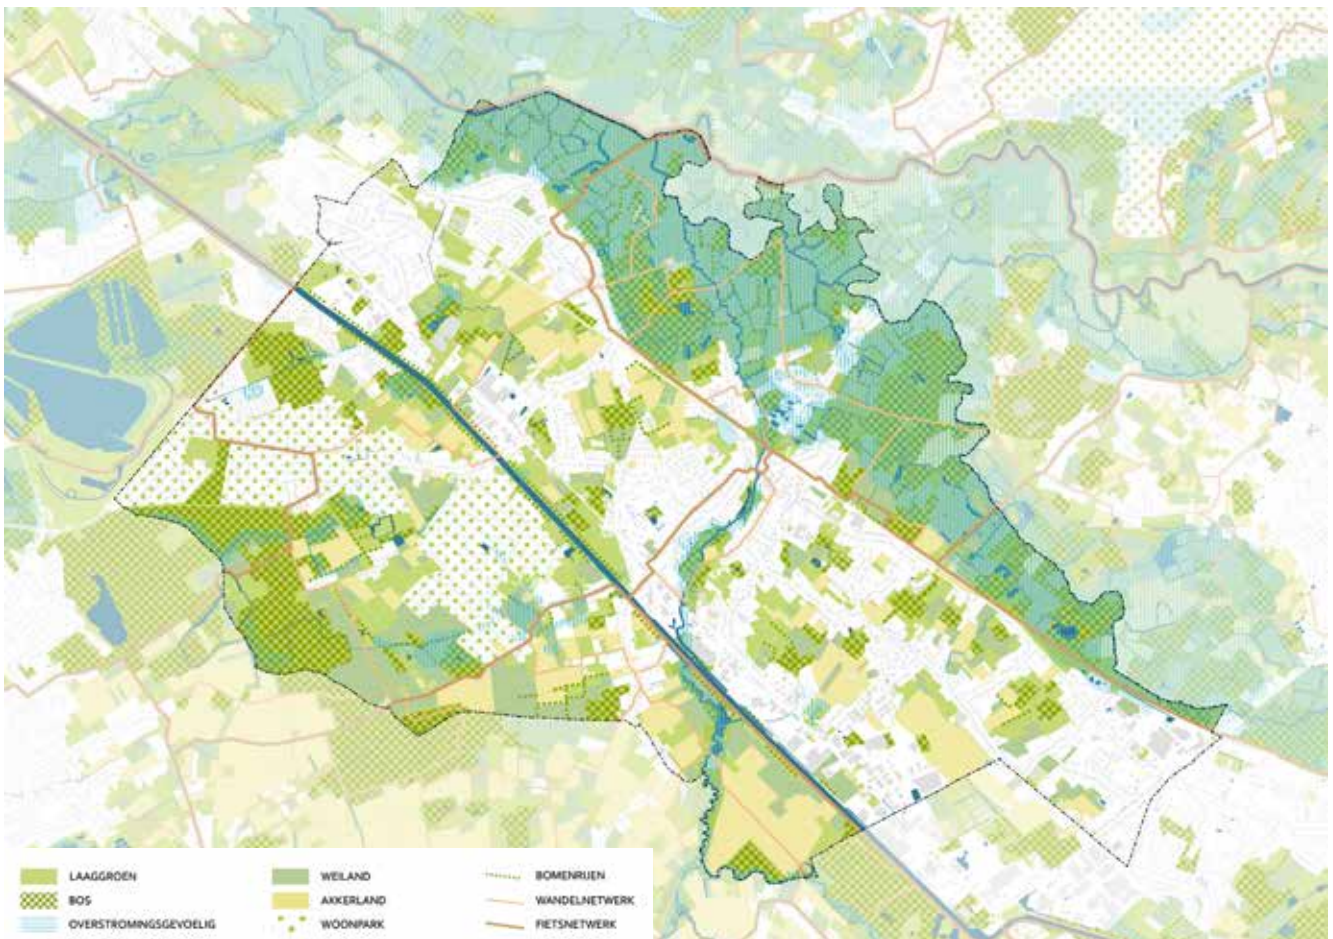 LAAGGROEN
BOS
OVERSTROMINGSGEVOELIG
WEILAND
AKKERLAND
WOONPARK
BOMENRIJEN
WANDELNETWERK
FIETSNETWERK